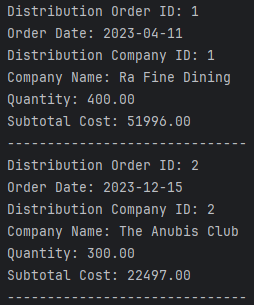 Distribution Order ID: 1
Order Date: 2023-04-11
Distribution Company ID: 1
Company Name: Ra Fine Dining
Quantity: 400.00
Subtotal Cost: 51996.00
------------------------------
Distribution Order ID: 2
Order Date: 2023-12-15
Distribution Company ID: 2
Company Name: The Anubis Club
Quantity: 300.00
Subtotal Cost: 22497.00
------------------------------